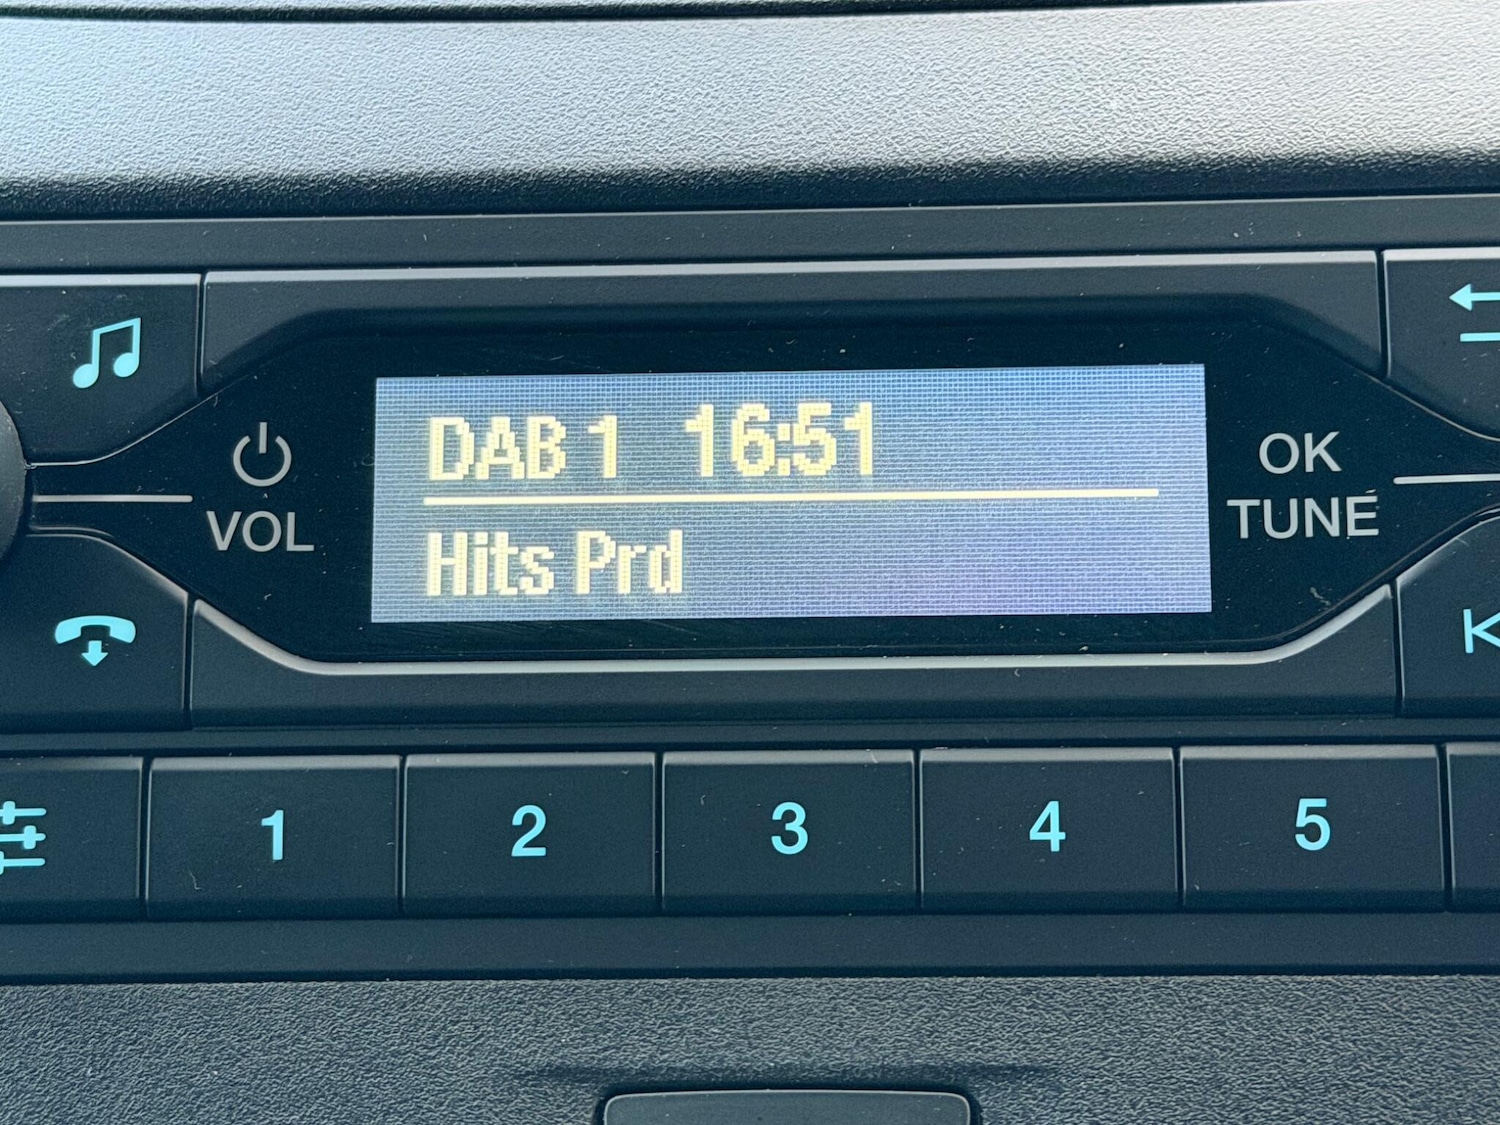 DAB 1 16:51
Hits Prd
VOL
OK
TUNE
1 2 3 4 5